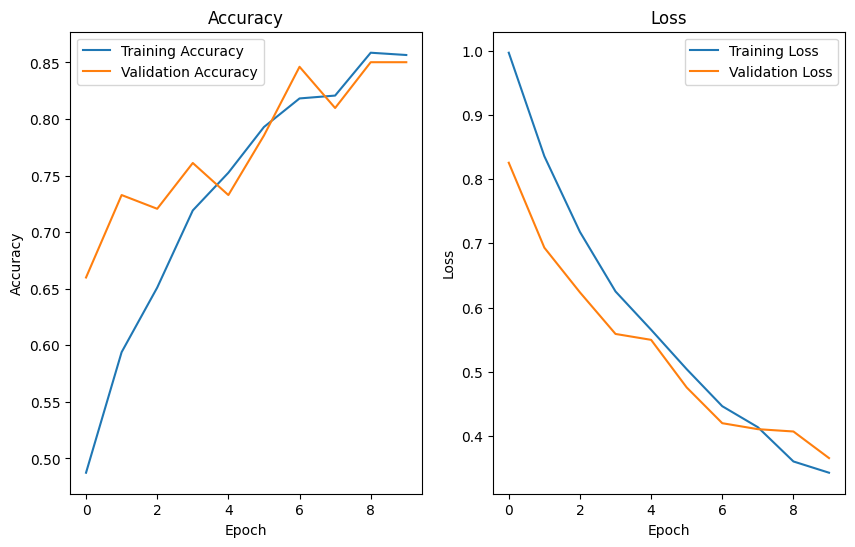 Accuracy
Training Accuracy
Validation Accuracy
0.85
0.80
0.75
0.70
0.65
0.60
0.55
0.50
Accuracy
0
2
4
6
8
Epoch
Loss
Training Loss
Validation Loss
1.0
0.9
0.8
0.7
0.6
0.5
0.4
Loss
0
2
4
6
8
Epoch